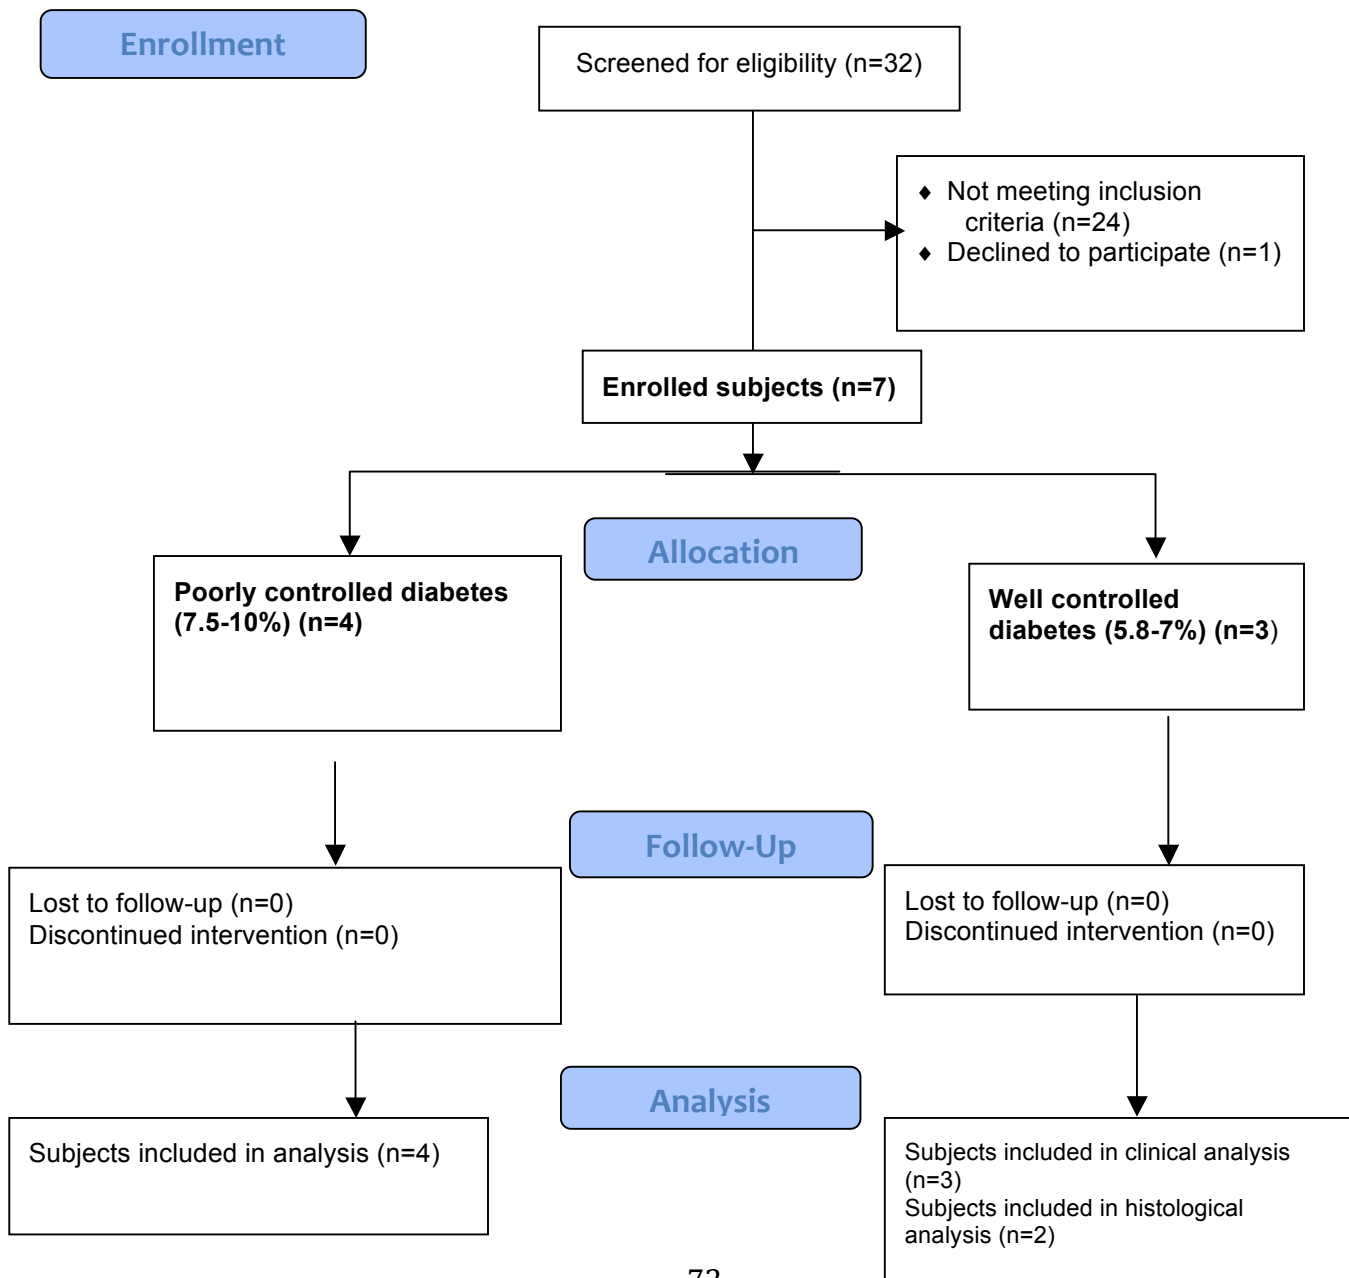 Enrollment
Screened for eligibility (n=32)
♦ Not meeting inclusion
criteria (n=24)
♦ Declined to participate (n=1)
Enrolled subjects (n=7)
Allocation
Poorly controlled diabetes
(7.5-10%) (n=4)
Well controlled
diabetes (5.8-7%) (n=3)
Follow-Up
Lost to follow-up (n=0)
Discontinued intervention (n=0)
Lost to follow-up (n=0)
Discontinued intervention (n=0)
Analysis
Subjects included in analysis (n=4)
Subjects included in clinical analysis
(n=3)
Subjects included in histological
analysis (n=2)